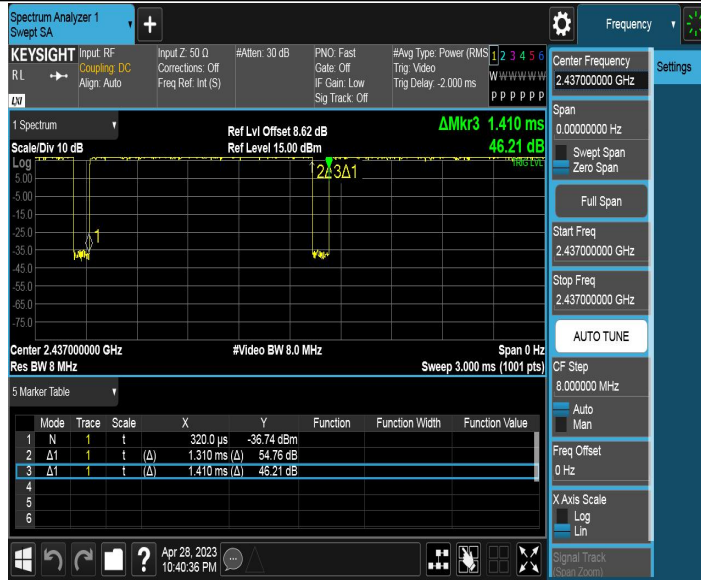 Spectrum Analyzer 1
Swept SA
Frequency
KEYSIGHT
RL
LXI
Input: RF
Coupling: DC
Align: Auto
Input Z: 50 Ω
Corrections: Off
Freq Ref: Int (S)
#Atten: 30 dB
PNO: Fast
Gate: Off
IF Gain: Low
Sig Track: Off
#Avg Type: Power (RMS
Trig: Video
Trig Delay: -2.000 ms
1 2 3 4 5 6
W W W W W W
P P P P P P
1 Spectrum
Scale/Div 10 dB
Ref Lvl Offset 8.62 dB
Ref Level 15.00 dBm
ΔMkr3 1.410 ms
46.21 dB
Log
TRIG LVL
5.00
-5.00
-15.0
-25.0
-35.0
-45.0
-55.0
-65.0
-75.0
1
1
2Δ3Δ1
Center 2.437000000 GHz
#Video BW 8.0 MHz
Span 0 Hz
Res BW 8 MHz
Sweep 3.000 ms (1001 pts)
5 Marker Table
Mode Trace Scale X Y Function Function Width Function Value
1 N 1 t 320.0 µs -36.74 dBm
2 Δ1 1 t (Δ) 1.310 ms (Δ) 54.76 dB
3 Δ1 1 t (Δ) 1.410 ms (Δ) 46.21 dB
4
5
6
?
Apr 28, 2023
10:40:36 PM
Settings
Center Frequency
2.437000000 GHz
Span
0.00000000 Hz
Swept Span
Zero Span
Full Span
Start Freq
2.437000000 GHz
Stop Freq
2.437000000 GHz
AUTO TUNE
CF Step
8.000000 MHz
Auto
Man
Freq Offset
0 Hz
X Axis Scale
Log
Lin
Signal Track
(Span Zoom)